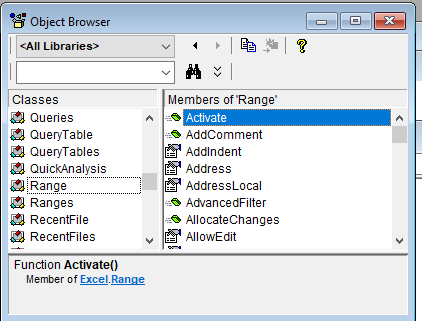 Object Browser
<All Libraries>
Classes
Queries
QueryTable
QueryTables
QuickAnalysis
Range
Ranges
RecentFile
RecentFiles
Members of 'Range'
Activate
AddComment
AddIndent
Address
AddressLocal
AdvancedFilter
AllocateChanges
AllowEdit
Function Activate()
Member of Excel.Range